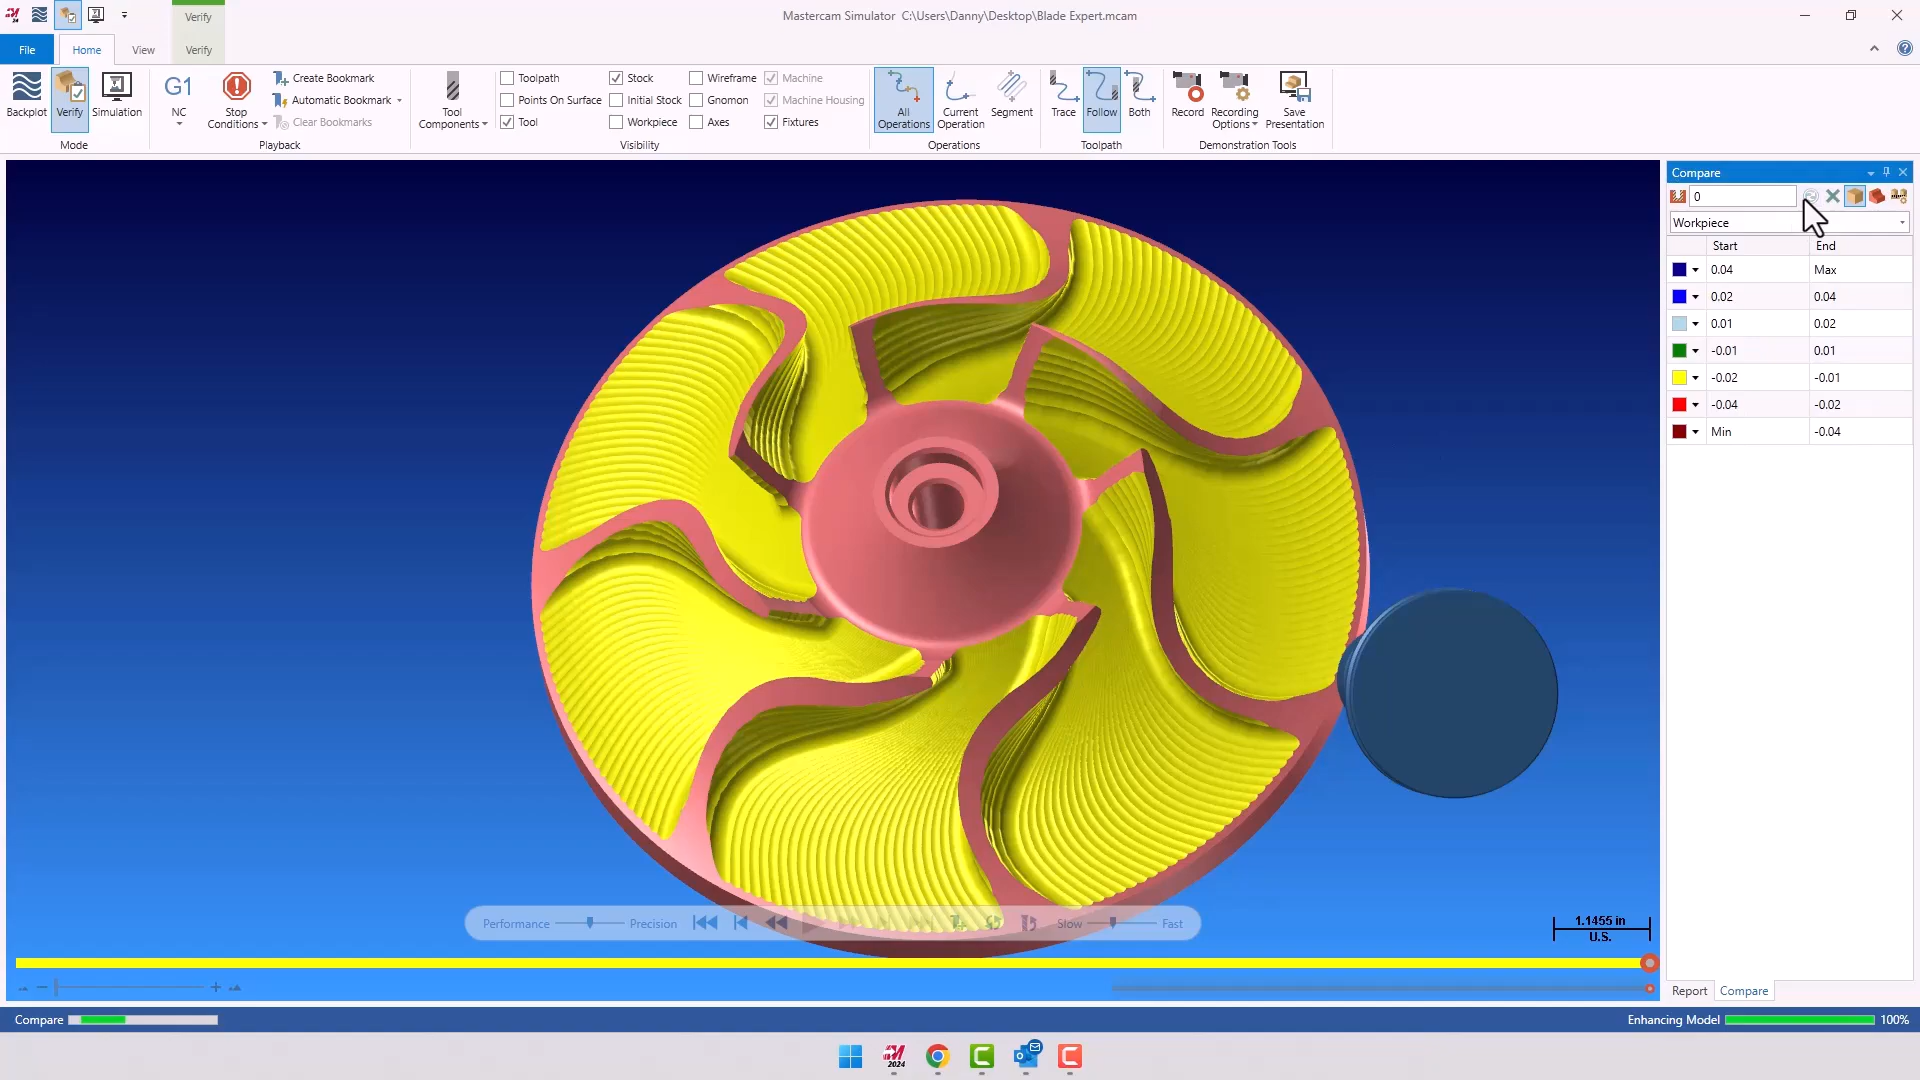 Verify
Mastercam Simulator C:\Users\Danny\Desktop\Blade Expert.mcam
File
Home
View
Verify
Backplot
Verify
Simulation
Mode
G1
NC
Stop
Conditions
Create Bookmark
Automatic Bookmark
Clear Bookmarks
Playback
Tool
Components
Toolpath
Points On Surface
Tool
Stock
Initial Stock
Workpiece
Wireframe
Gnomon
Axes
Machine
Machine Housing
Fixtures
Visibility
All
Operations
Current
Operation
Segment
Operations
Trace
Follow
Both
Toolpath
Record
Recording
Options
Save
Presentation
Demonstration Tools
Compare
0
Workpiece
Start End
0.04 Max
0.02 0.04
0.01 0.02
-0.01 0.01
-0.02 -0.01
-0.04 -0.02
Min -0.04
Performance
Precision
Slow
Fast
1.1455 in
U.S.
Report
Compare
Compare
Enhancing Model
100%
2024